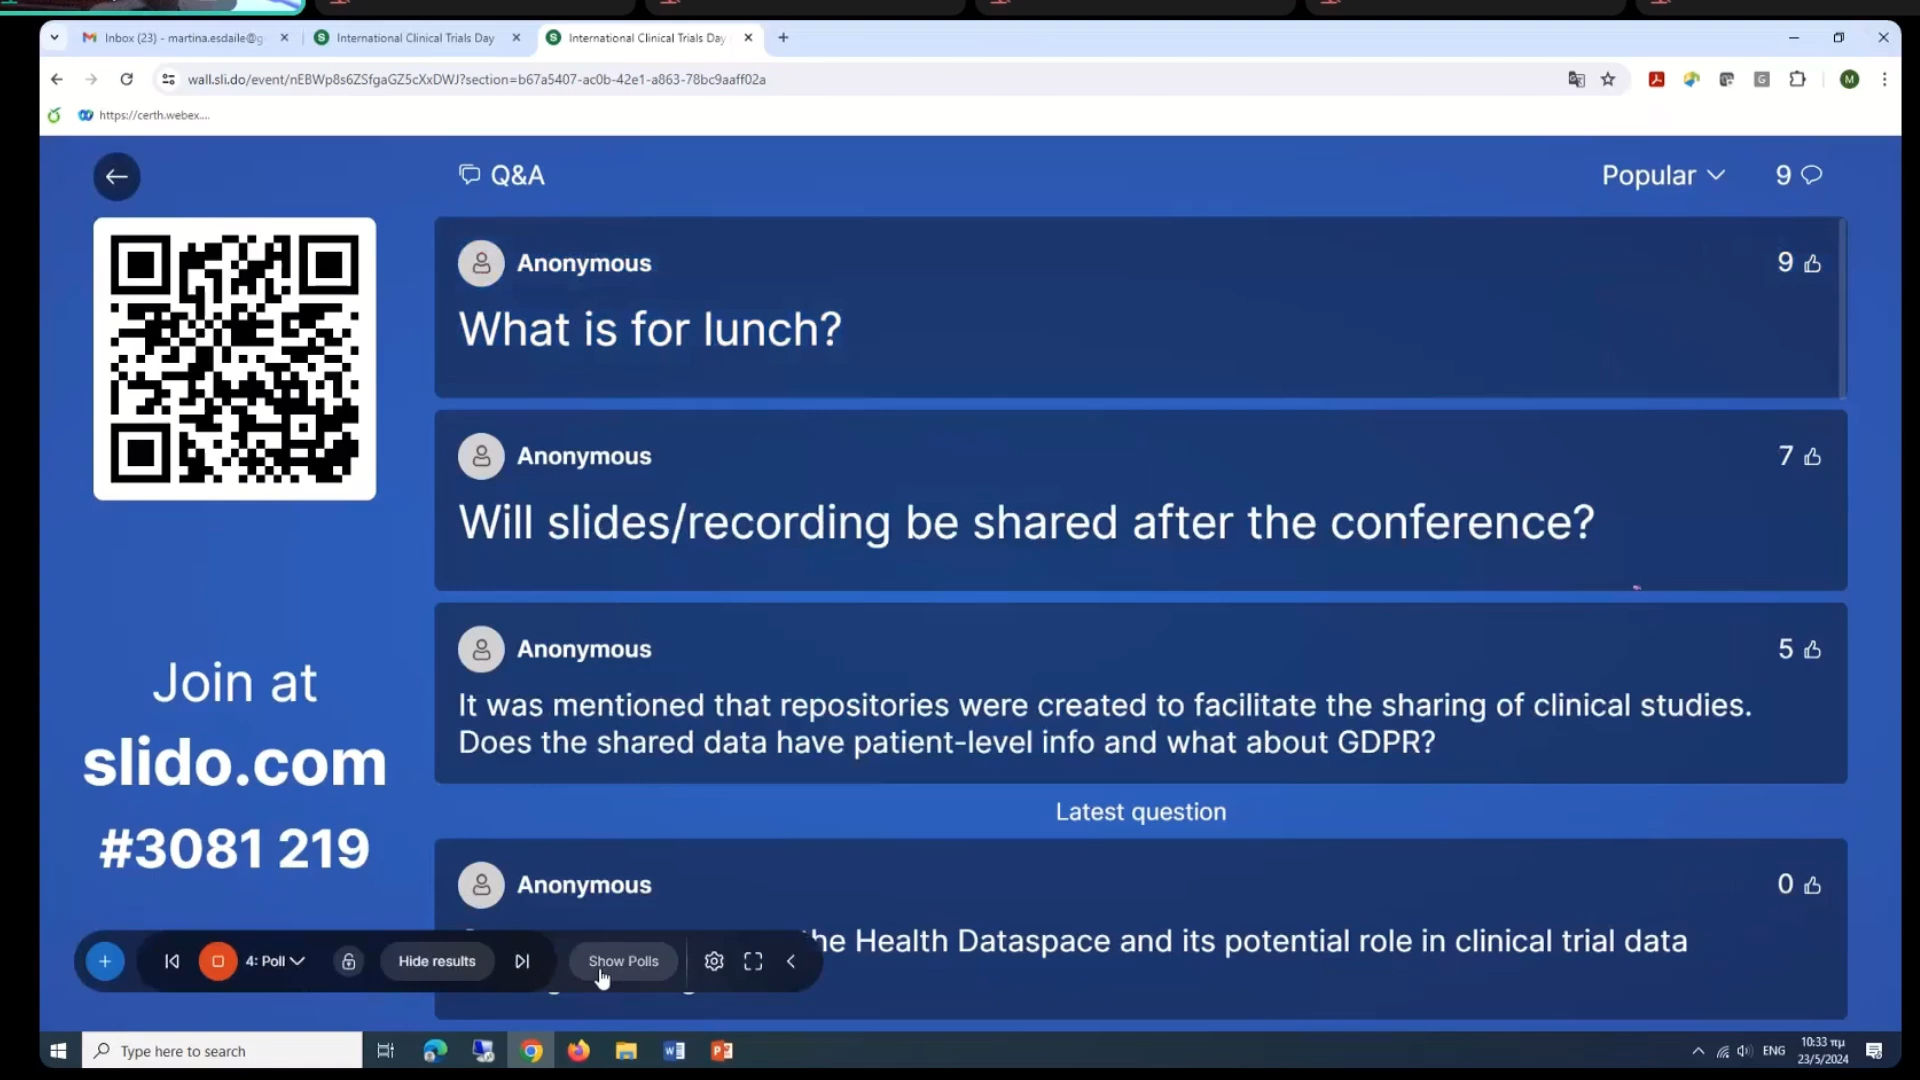 Inbox (23) - martina.esdaile@g
International Clinical Trials Day
International Clinical Trials Day
wall.sli.do/event/nEBWp8s6ZSfgaGZ5cXxDWJ?section=b67a5407-ac0b-42e1-a863-78bc9aaff02a
M
https://certh.webex....
Q&A
Popular
9
Anonymous
9
What is for lunch?
Anonymous
7
Will slides/recording be shared after the conference?
Anonymous
5
It was mentioned that repositories were created to facilitate the sharing of clinical studies.
Does the shared data have patient-level info and what about GDPR?
Join at
slido.com
#3081 219
Latest question
Anonymous
0
the Health Dataspace and its potential role in clinical trial data
4: Poll
Hide results
Show Polls
Type here to search
ENG
10:33 πμ
23/5/2024